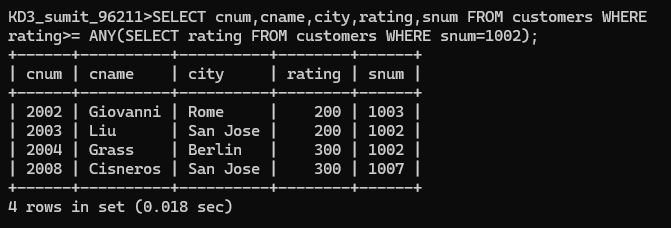 KD3_sumit_96211>SELECT cnum,cname,city,rating,snum FROM customers WHERE
rating>= ANY(SELECT rating FROM customers WHERE snum=1002);
+------+----------+----------+--------+------+
| cnum | cname    | city     | rating | snum |
+------+----------+----------+--------+------+
| 2002 | Giovanni | Rome     |    200 | 1003 |
| 2003 | Liu      | San Jose |    200 | 1002 |
| 2004 | Grass    | Berlin   |    300 | 1002 |
| 2008 | Cisneros | San Jose |    300 | 1007 |
+------+----------+----------+--------+------+
4 rows in set (0.018 sec)